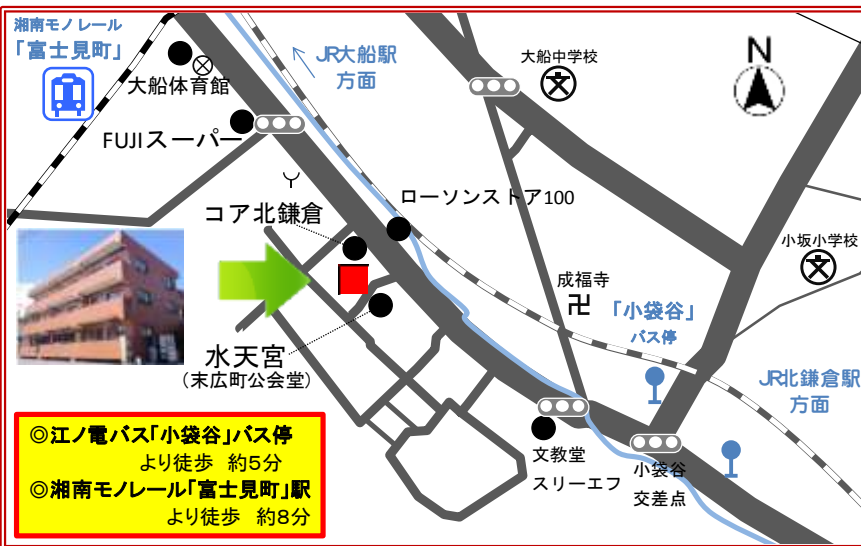 湘南モノレール
「富士見町」
JR大船駅
方面
大船中学校
N
大船体育館
FUJIスーパー
ローソンストア100
コア北鎌倉
小坂小学校
成福寺
「小袋谷」
バス停
水天宮
(末広町公会堂)
JR北鎌倉駅
方面
◎江ノ電バス「小袋谷」バス停
より徒歩 約5分
◎湘南モノレール「富士見町」駅
より徒歩 約8分
文教堂
スリーエフ
小袋谷
交差点